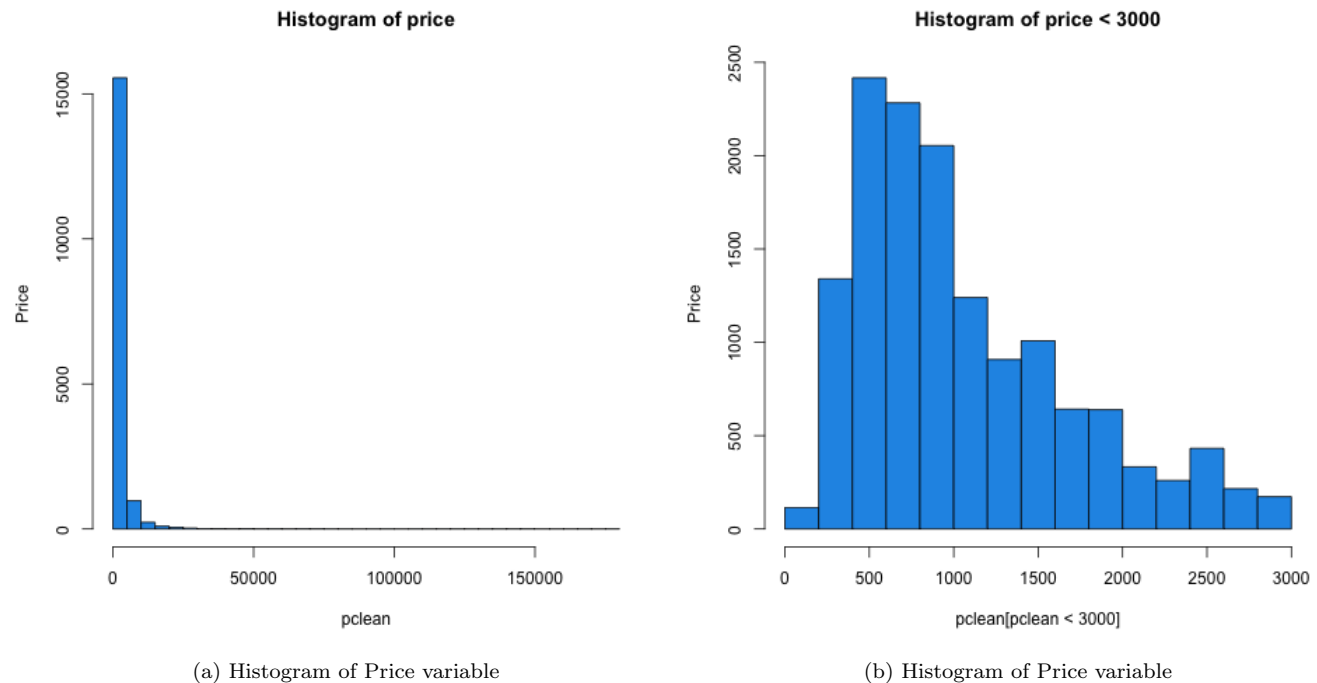 Histogram of price
15000
10000
5000
0
Price
0 50000 100000 150000
pclean
(a) Histogram of Price variable
Histogram of price < 3000
2500
2000
1500
1000
500
0
Price
0 500 1000 1500 2000 2500 3000
pclean[pclean < 3000]
(b) Histogram of Price variable